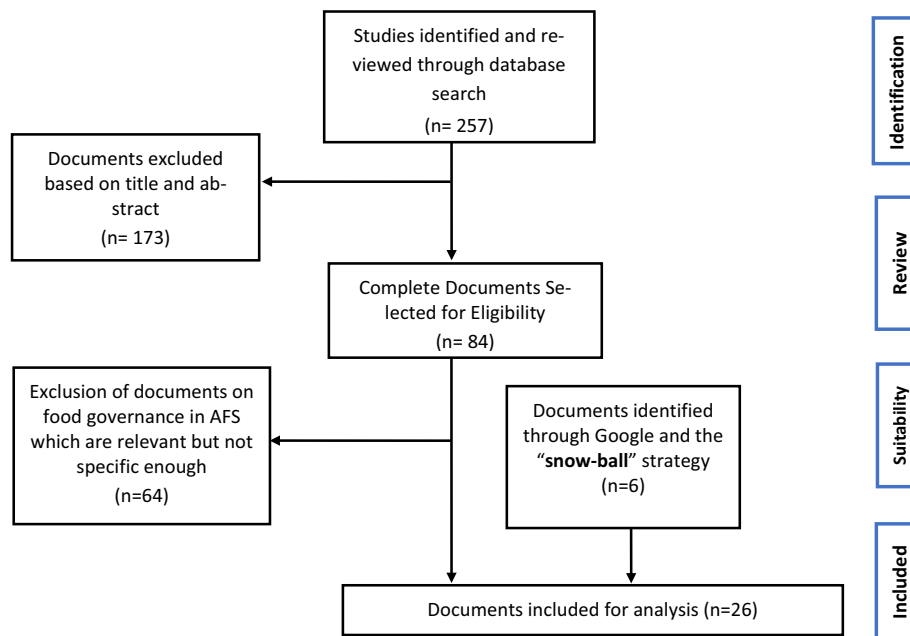 Studies identified and re-
viewed through database
search
(n= 257)
Identification
Documents excluded
based on title and ab-
stract
(n= 173)
Review
Complete Documents Se-
lected for Eligibility
(n= 84)
Exclusion of documents on
food governance in AFS
which are relevant but not
specific enough
(n=64)
Documents identified
through Google and the
“snow-ball” strategy
(n=6)
Suitability
Documents included for analysis (n=26)
Included